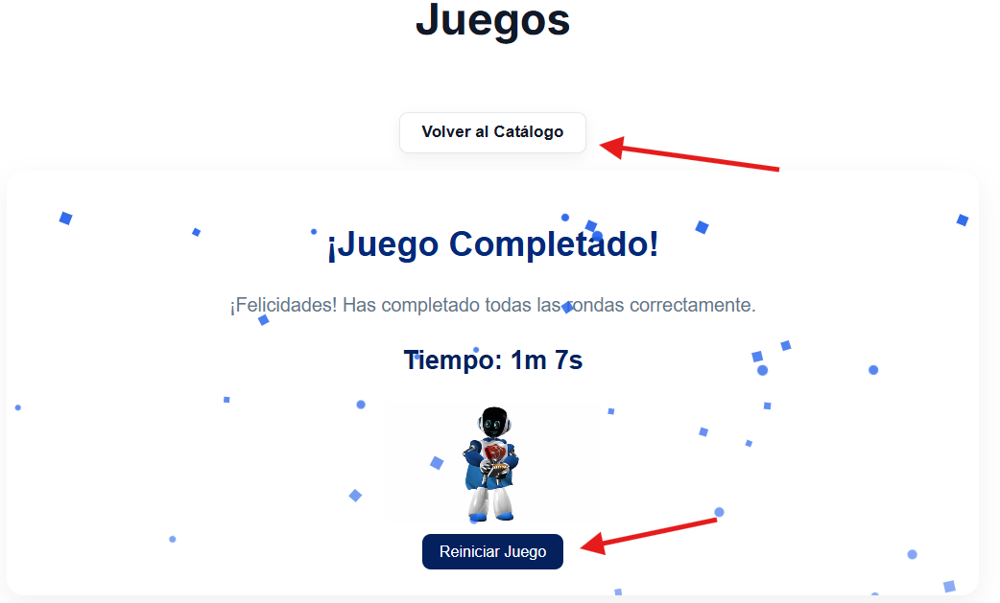 Juegos
Volver al Catálogo
¡Juego Completado!
¡Felicidades! Has completado todas las rondas correctamente.
Tiempo: 1m 7s
Reiniciar Juego